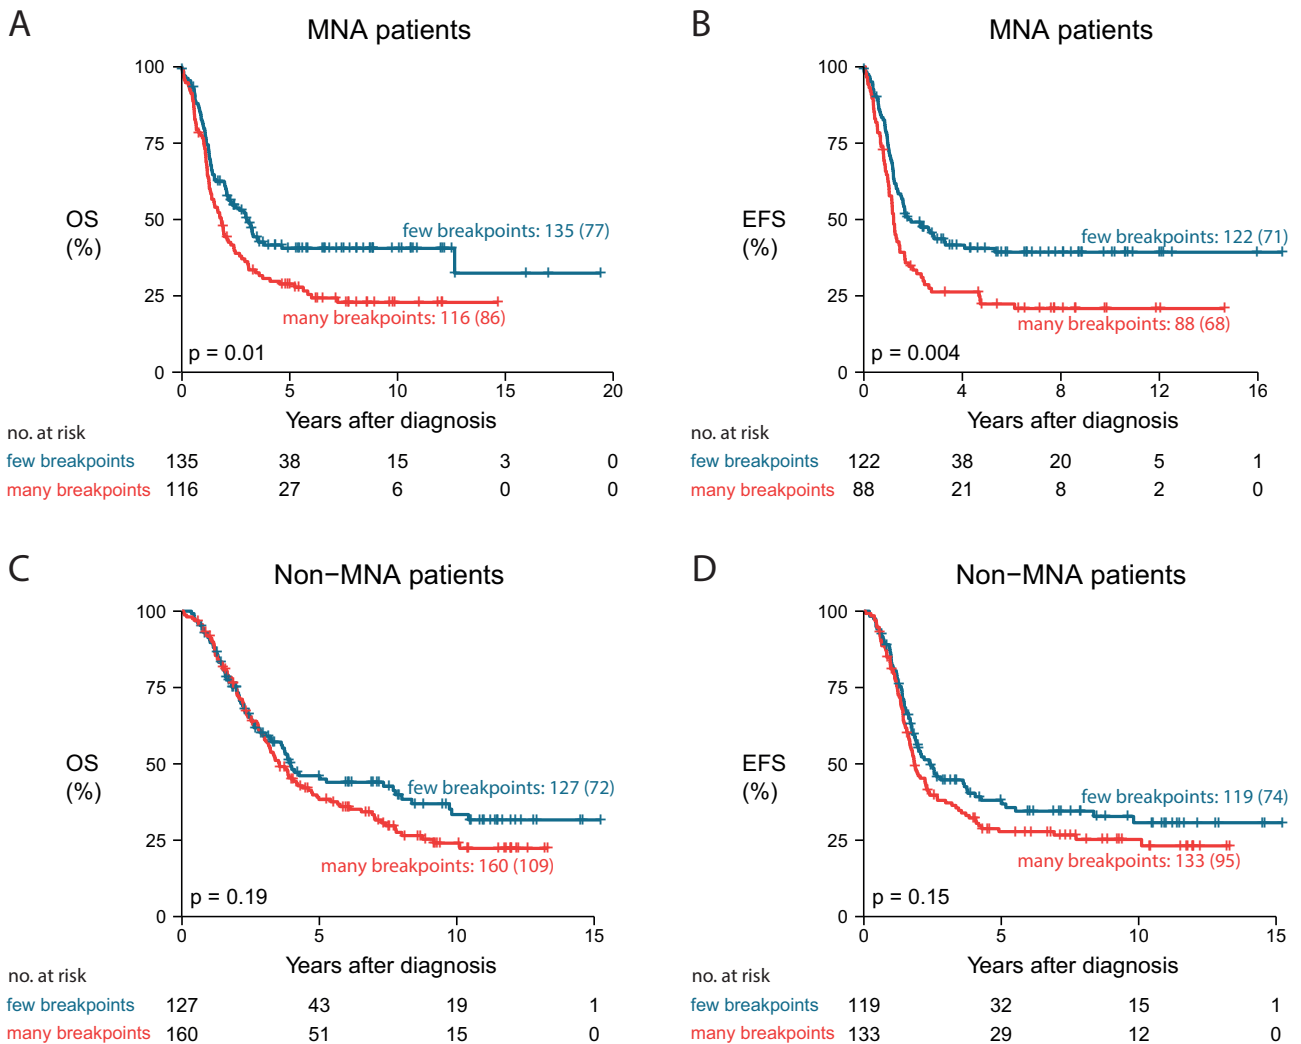 A
MNA patients
100
75
50
25
0
OS
(%)
few breakpoints: 135 (77)
many breakpoints: 116 (86)
p = 0.01
0 5 10 15 20
Years after diagnosis
no. at risk
few breakpoints 135 38 15 3 0
many breakpoints 116 27 6 0 0
B
MNA patients
100
75
50
25
0
EFS
(%)
few breakpoints: 122 (71)
many breakpoints: 88 (68)
p = 0.004
0 4 8 12 16
Years after diagnosis
no. at risk
few breakpoints 122 38 20 5 1
many breakpoints 88 21 8 2 0
C
Non−MNA patients
100
75
50
25
0
OS
(%)
few breakpoints: 127 (72)
many breakpoints: 160 (109)
p = 0.19
0 5 10 15
Years after diagnosis
no. at risk
few breakpoints 127 43 19 1
many breakpoints 160 51 15 0
D
Non−MNA patients
100
75
50
25
0
EFS
(%)
few breakpoints: 119 (74)
many breakpoints: 133 (95)
p = 0.15
0 5 10 15
Years after diagnosis
no. at risk
few breakpoints 119 32 15 1
many breakpoints 133 29 12 0